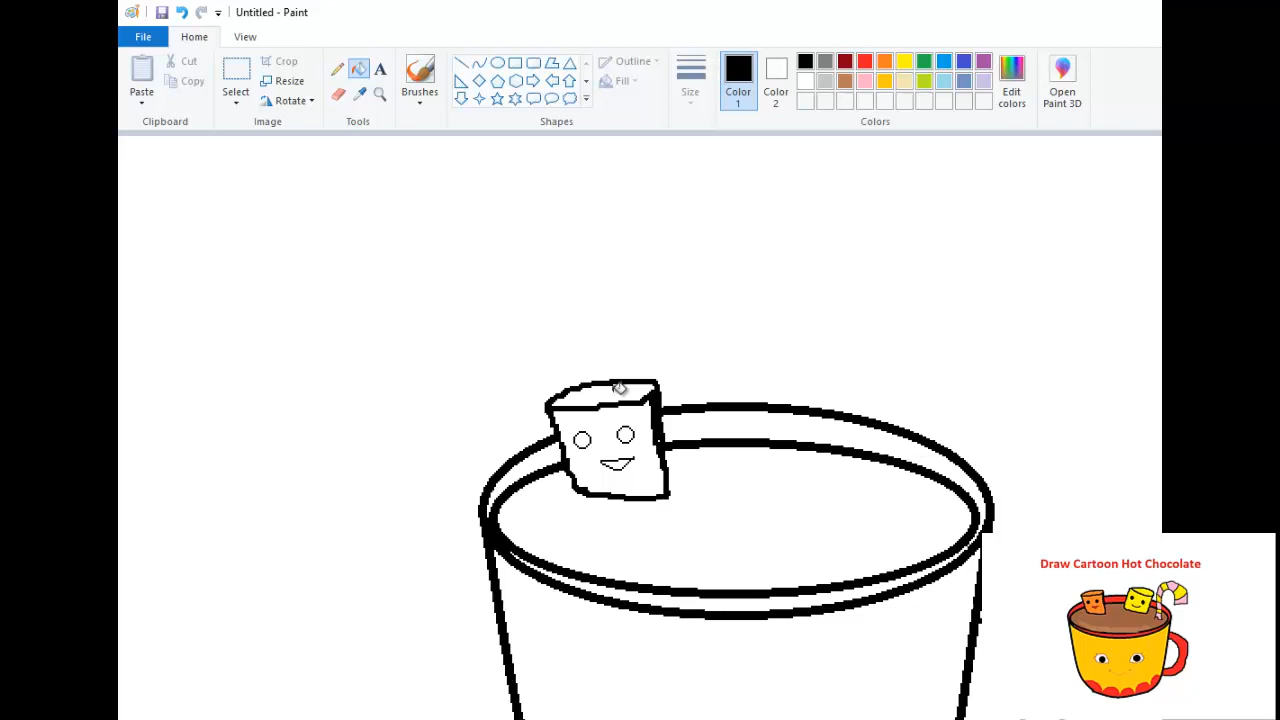 Untitled - Paint
File Home View
Paste Cut Copy Select Crop Resize Rotate A Brushes Outline Fill Size Color 1 Color 2 Edit colors Open Paint 3D
Clipboard Image Tools Shapes Colors
Draw Cartoon Hot Chocolate